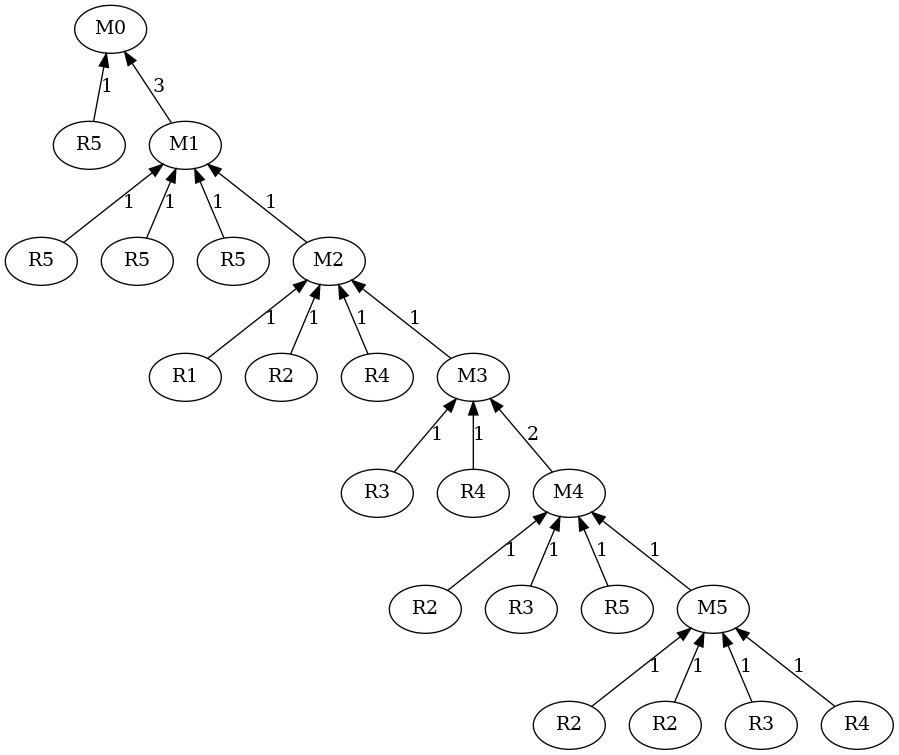 M0
1 3
R5 M1
1 1 1 1
R5 R5 R5 M2
1 1 1 1
R1 R2 R4 M3
1 1 2
R3 R4 M4
1 1 1 1
R2 R3 R5 M5
1 1 1 1
R2 R2 R3 R4